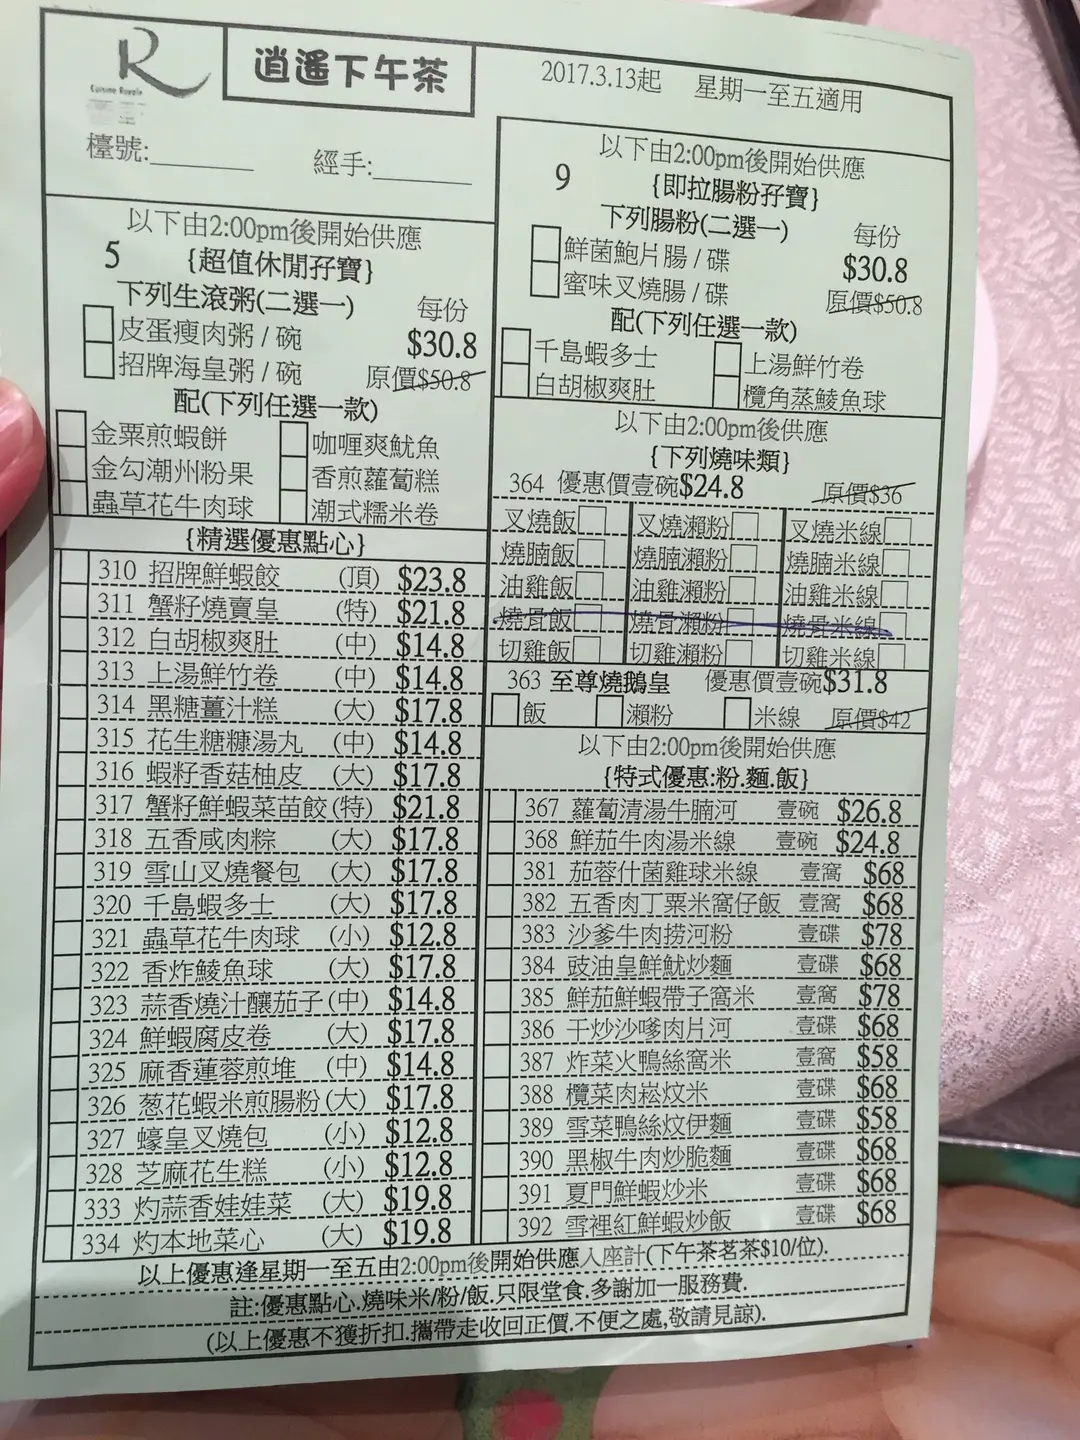 R
Cuisine Royale
逍遙下午茶
2017.3.13起 星期一至五適用
檯號:________ 經手:________
以下由2:00pm後開始供應
5 {超值休閒孖寶}
下列生滾粥(二選一) 每份
皮蛋瘦肉粥 / 碗 $30.8
招牌海皇粥 / 碗 原價$50.8
配(下列任選一款)
金粟煎蝦餅 咖喱爽魷魚
金勾潮州粉果 香煎蘿蔔糕
蟲草花牛肉球 潮式糯米卷
{精選優惠點心}
310 招牌鮮蝦餃 (頂) $23.8
311 蟹籽燒賣皇 (特) $21.8
312 白胡椒爽肚 (中) $14.8
313 上湯鮮竹卷 (中) $14.8
314 黑糖薑汁糕 (大) $17.8
315 花生糖糠湯丸 (中) $14.8
316 蝦籽香菇柚皮 (大) $17.8
317 蟹籽鮮蝦菜苗餃 (特) $21.8
318 五香咸肉粽 (大) $17.8
319 雪山叉燒餐包 (大) $17.8
320 千島蝦多士 (大) $17.8
321 蟲草花牛肉球 (小) $12.8
322 香炸鯪魚球 (大) $17.8
323 蒜香燒汁釀茄子 (中) $14.8
324 鮮蝦腐皮卷 (大) $17.8
325 麻香蓮蓉煎堆 (中) $14.8
326 葱花蝦米煎腸粉 (大) $17.8
327 蠔皇叉燒包 (小) $12.8
328 芝麻花生糕 (小) $12.8
333 灼蒜香娃娃菜 (大) $19.8
334 灼本地菜心 (大) $19.8
以下由2:00pm後開始供應
9 {即拉腸粉孖寶}
下列腸粉(二選一) 每份
鮮菌鮑片腸 / 碟 $30.8
蜜味叉燒腸 / 碟 原價$50.8
配(下列任選一款)
千島蝦多士 上湯鮮竹卷
白胡椒爽肚 欖角蒸鯪魚球
以下由2:00pm後供應
{下列燒味類}
364 優惠價壹碗$24.8 原價$36
叉燒飯 叉燒瀨粉 叉燒米線
燒腩飯 燒腩瀨粉 燒腩米線
油雞飯 油雞瀨粉 油雞米線
燒骨飯 燒骨瀨粉 燒骨米線
切雞飯 切雞瀨粉 切雞米線
363 至尊燒鵝皇 優惠價壹碗$31.8
飯 瀨粉 米線 原價$42
以下由2:00pm後開始供應
{特式優惠:粉.麵.飯}
367 蘿蔔清湯牛腩河 壹碗 $26.8
368 鮮茄牛肉湯米線 壹碗 $24.8
381 茄蓉什菌雞球米線 壹窩 $68
382 五香肉丁粟米窩仔飯 壹窩 $68
383 沙爹牛肉撈河粉 壹碟 $78
384 豉油皇鮮魷炒麵 壹碟 $68
385 鮮茄鮮蝦帶子窩米 壹窩 $78
386 干炒沙嗲肉片河 壹碟 $68
387 炸菜火鴨絲窩米 壹窩 $58
388 欖菜肉崧炆米 壹碟 $68
389 雪菜鴨絲炆伊麵 壹碟 $58
390 黑椒牛肉炒脆麵 壹碟 $68
391 夏門鮮蝦炒米 壹碟 $68
392 雪裡紅鮮蝦炒飯 壹碟 $68
以上優惠逢星期一至五由2:00pm後開始供應入座計(下午茶茗茶$10/位).
註:優惠點心.燒味米/粉/飯.只限堂食.多謝加一服務費.
(以上優惠不獲折扣.攜帶走收回正價.不便之處,敬請見諒).